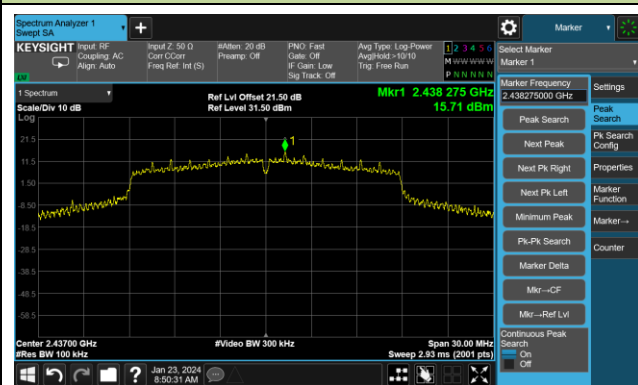 Spectrum Analyzer 1
Swept SA
Marker
KEYSIGHT
Input: RF
Coupling: AC
Align: Auto
Input Z: 50 Ω
Corr CCorr
Freq Ref: Int (S)
#Atten: 20 dB
Preamp: Off
PNO: Fast
Gate: Off
IF Gain: Low
Sig Track: Off
Avg Type: Log-Power
Avg|Hold:>10/10
Trig: Free Run
1 2 3 4 5 6
M W W W W W
P N N N N N
Select Marker
Marker 1
1 Spectrum
Scale/Div 10 dB
Log
Ref Lvl Offset 21.50 dB
Ref Level 31.50 dBm
Mkr1 2.438 275 GHz
15.71 dBm
21.5
11.5
1.50
-8.50
-18.5
-28.5
-38.5
-48.5
-58.5
1
Center 2.43700 GHz
#Res BW 100 kHz
#Video BW 300 kHz
Span 30.00 MHz
Sweep 2.93 ms (2001 pts)
Marker Frequency
2.438275000 GHz
Peak Search
Next Peak
Next Pk Right
Next Pk Left
Minimum Peak
Pk-Pk Search
Marker Delta
Mkr→CF
Mkr→Ref Lvl
Continuous Peak
Search
On
Off
Settings
Peak
Search
Pk Search
Config
Properties
Marker
Function
Marker→
Counter
Jan 23, 2024
8:50:31 AM